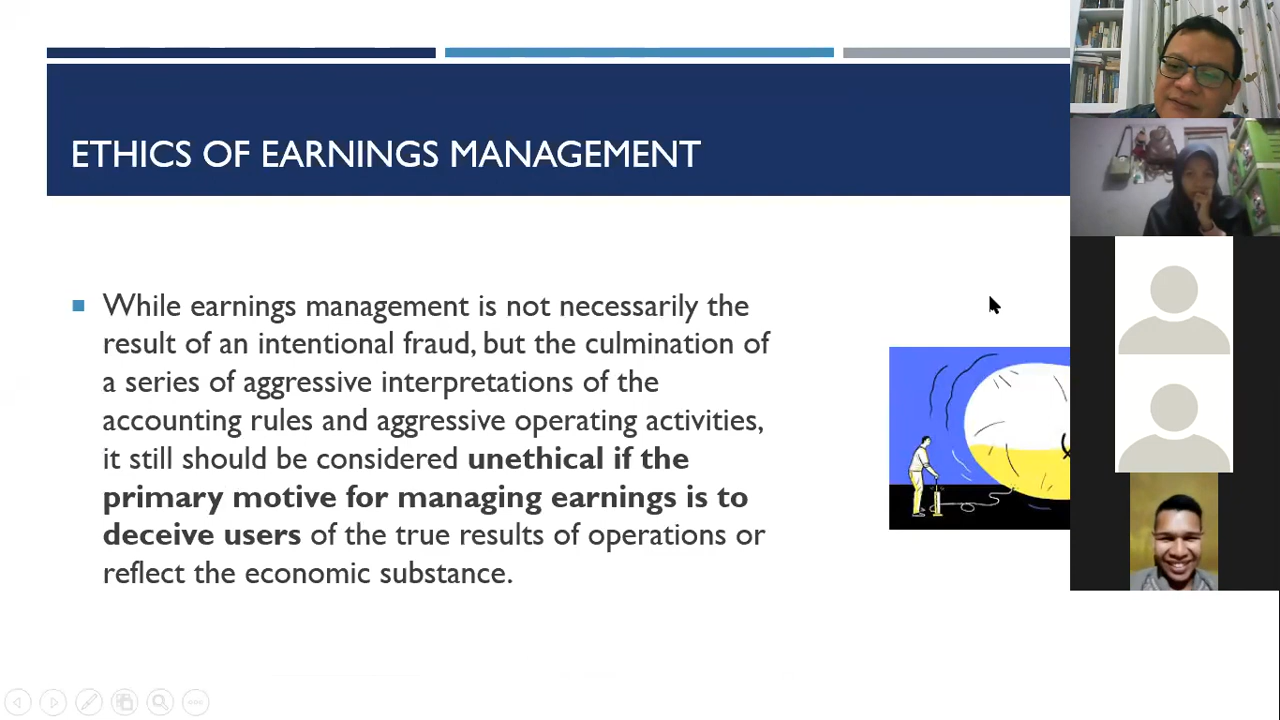 ETHICS OF EARNINGS MANAGEMENT
While earnings management is not necessarily the
result of an intentional fraud, but the culmination of
a series of aggressive interpretations of the
accounting rules and aggressive operating activities,
it still should be considered unethical if the
primary motive for managing earnings is to
deceive users of the true results of operations or
reflect the economic substance.